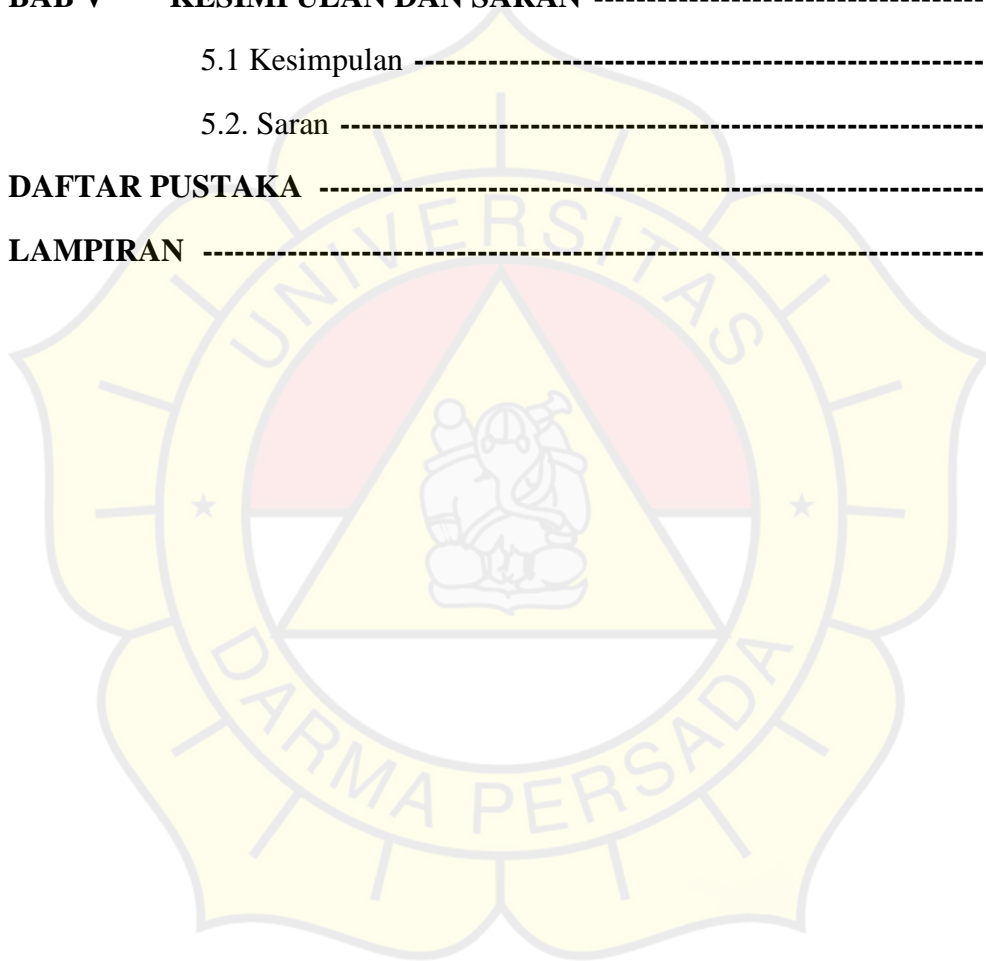 BAB V KESIMPULAN DAN SARAN ------------------------------------
5.1 Kesimpulan -----------------------------------------------------
5.2. Saran ------------------------------------------------------------
DAFTAR PUSTAKA --------------------------------------------------------------
LAMPIRAN -------------------------------------------------------------------------
UNIVERSITAS
DARMA PERSADA